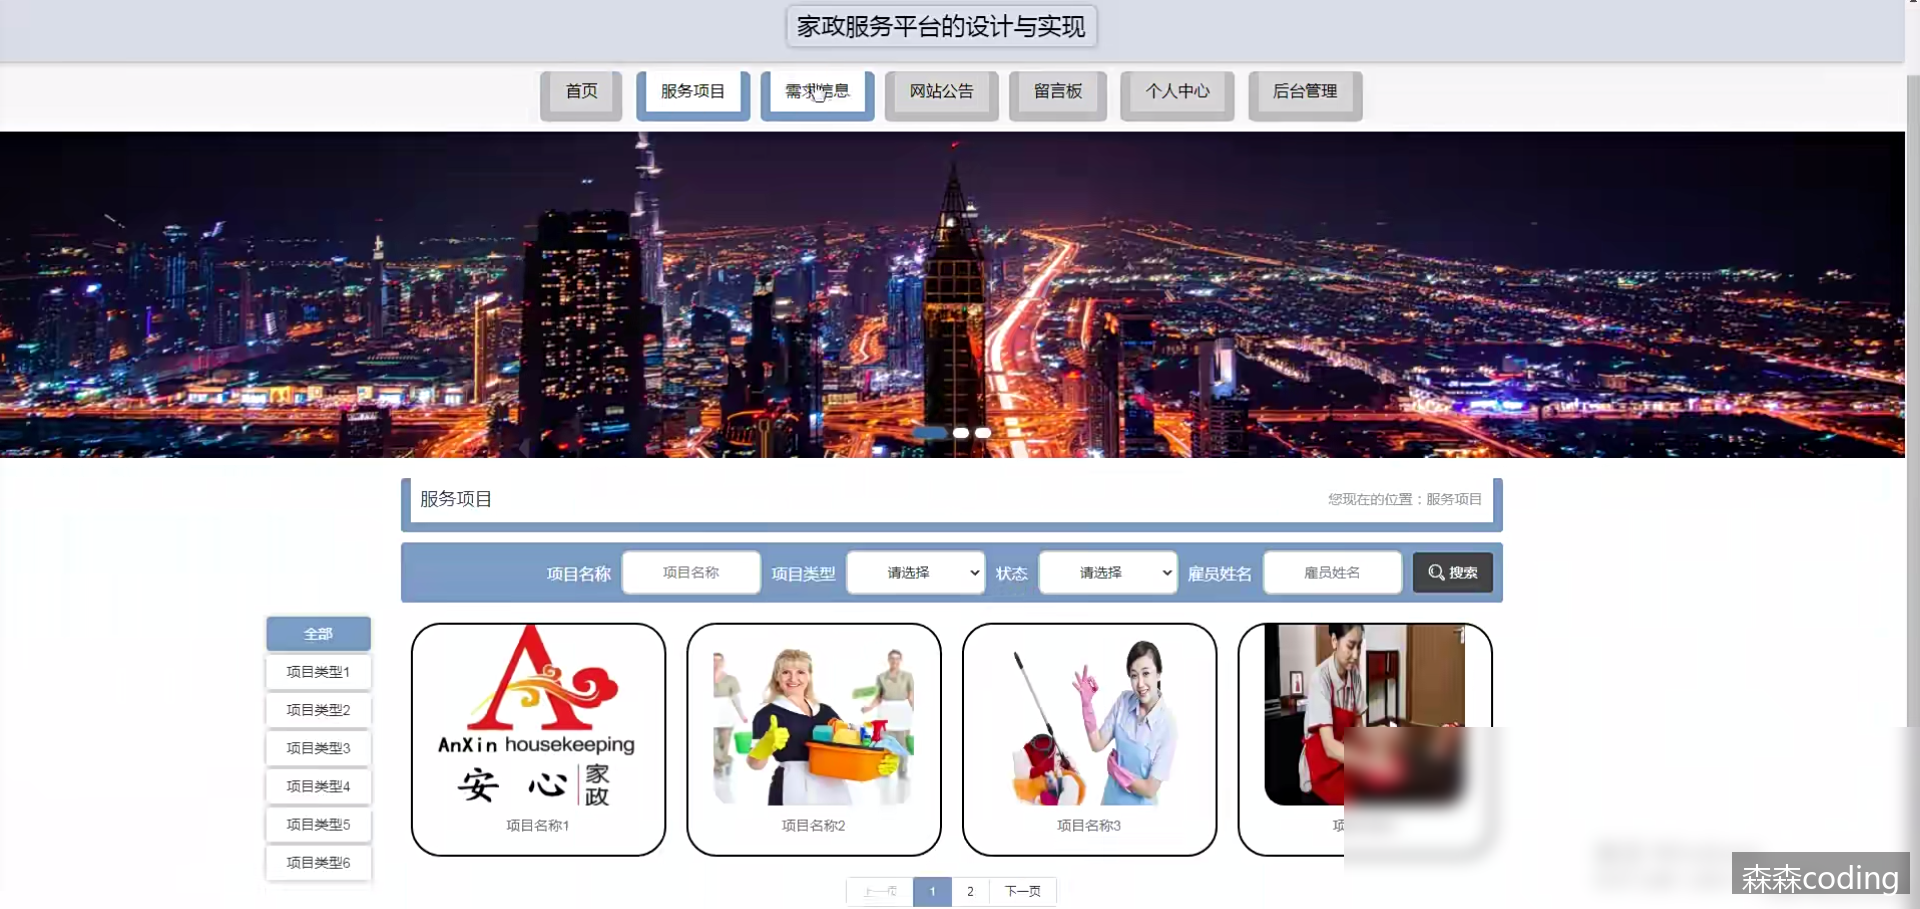 家政服务平台的设计与实现
首页 服务项目 需求信息 网站公告 留言板 个人中心 后台管理
服务项目 您现在的位置：服务项目
项目名称 项目名称 项目类型 请选择 状态 请选择 雇员姓名 雇员姓名 搜索
全部
项目类型1
项目类型2
项目类型3
项目类型4
项目类型5
项目类型6
AnXin housekeeping
安心家政
项目名称1 项目名称2 项目名称3 项
上一页 1 2 下一页
森森coding